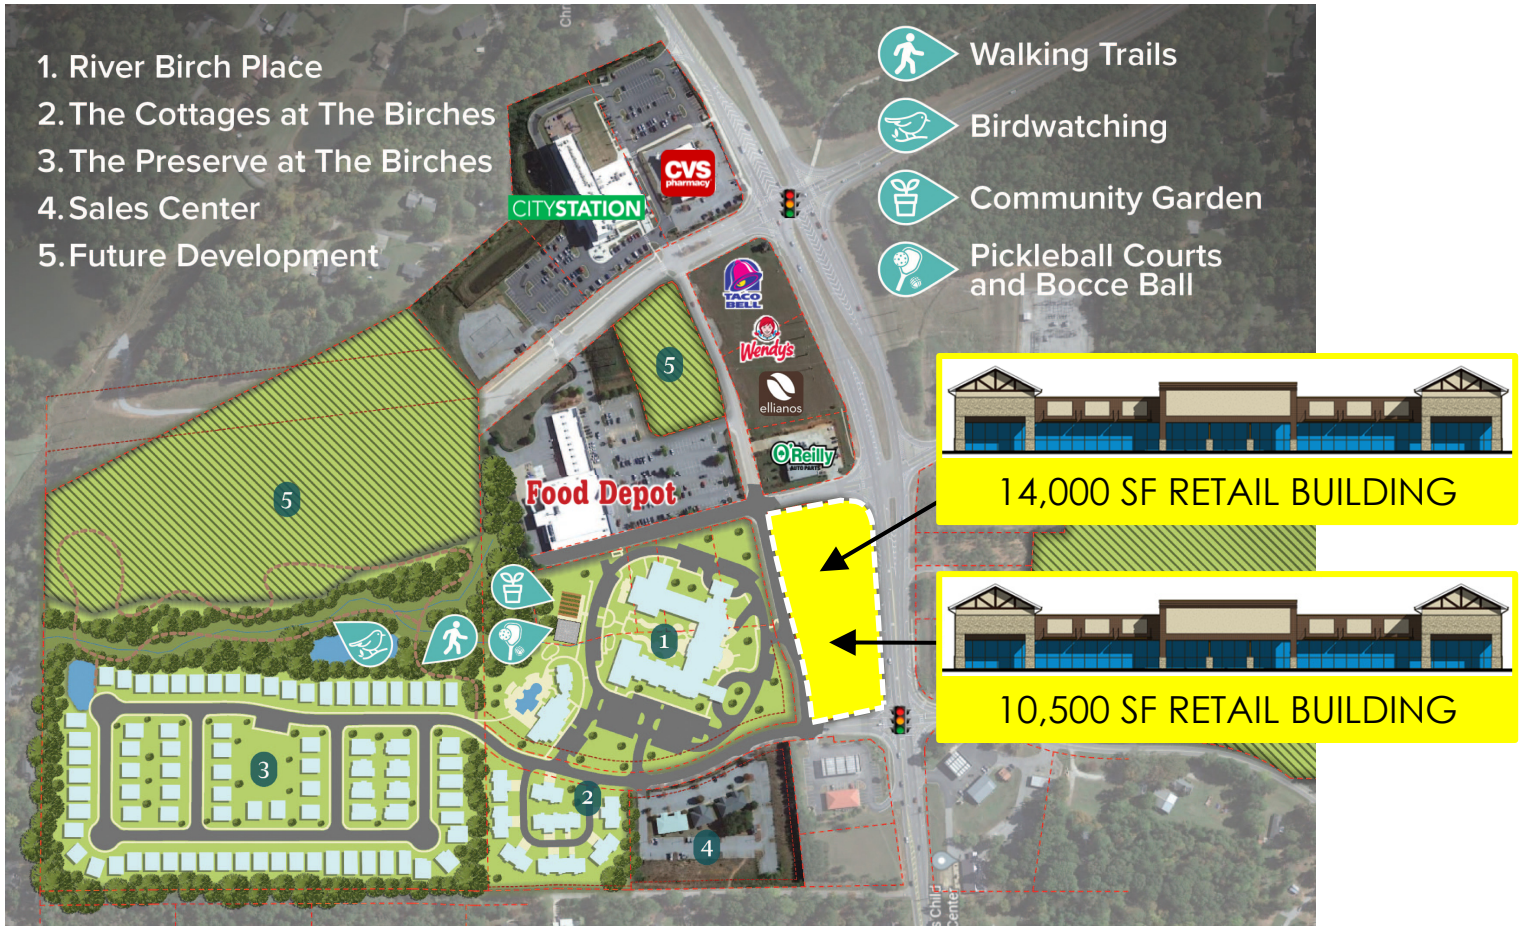 1. River Birch Place
2. The Cottages at The Birches
3. The Preserve at The Birches
4. Sales Center
5. Future Development
Walking Trails
Birdwatching
Community Garden
Pickleball Courts
and Bocce Ball
CVS
pharmacy
CITYSTATION
TACO
BELL
Wendy's
ellianos
O'Reilly
AUTO PARTS
Food Depot
14,000 SF RETAIL BUILDING
10,500 SF RETAIL BUILDING
5
5
1
2
3
4